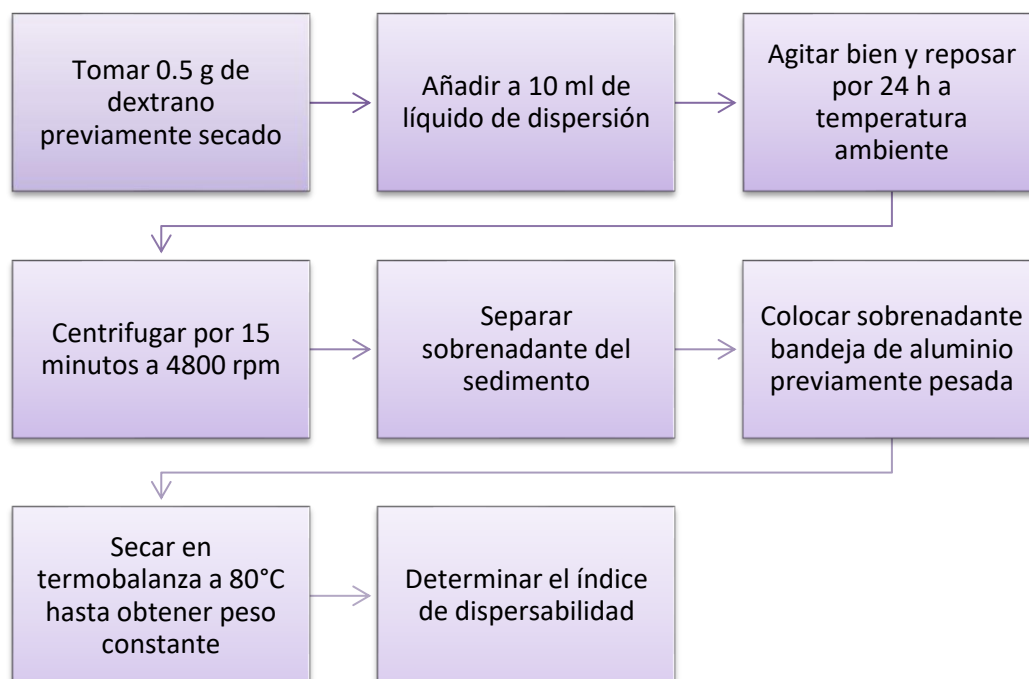 Tomar 0.5 g de
dextrano
previamente secado
Añadir a 10 ml de
líquido de dispersión
Agitar bien y reposar
por 24 h a
temperatura
ambiente
Centrifugar por 15
minutos a 4800 rpm
Separar
sobrenadante del
sedimento
Colocar sobrenadante
bandeja de aluminio
previamente pesada
Secar en
termobalanza a 80°C
hasta obtener peso
constante
Determinar el índice
de dispersabilidad